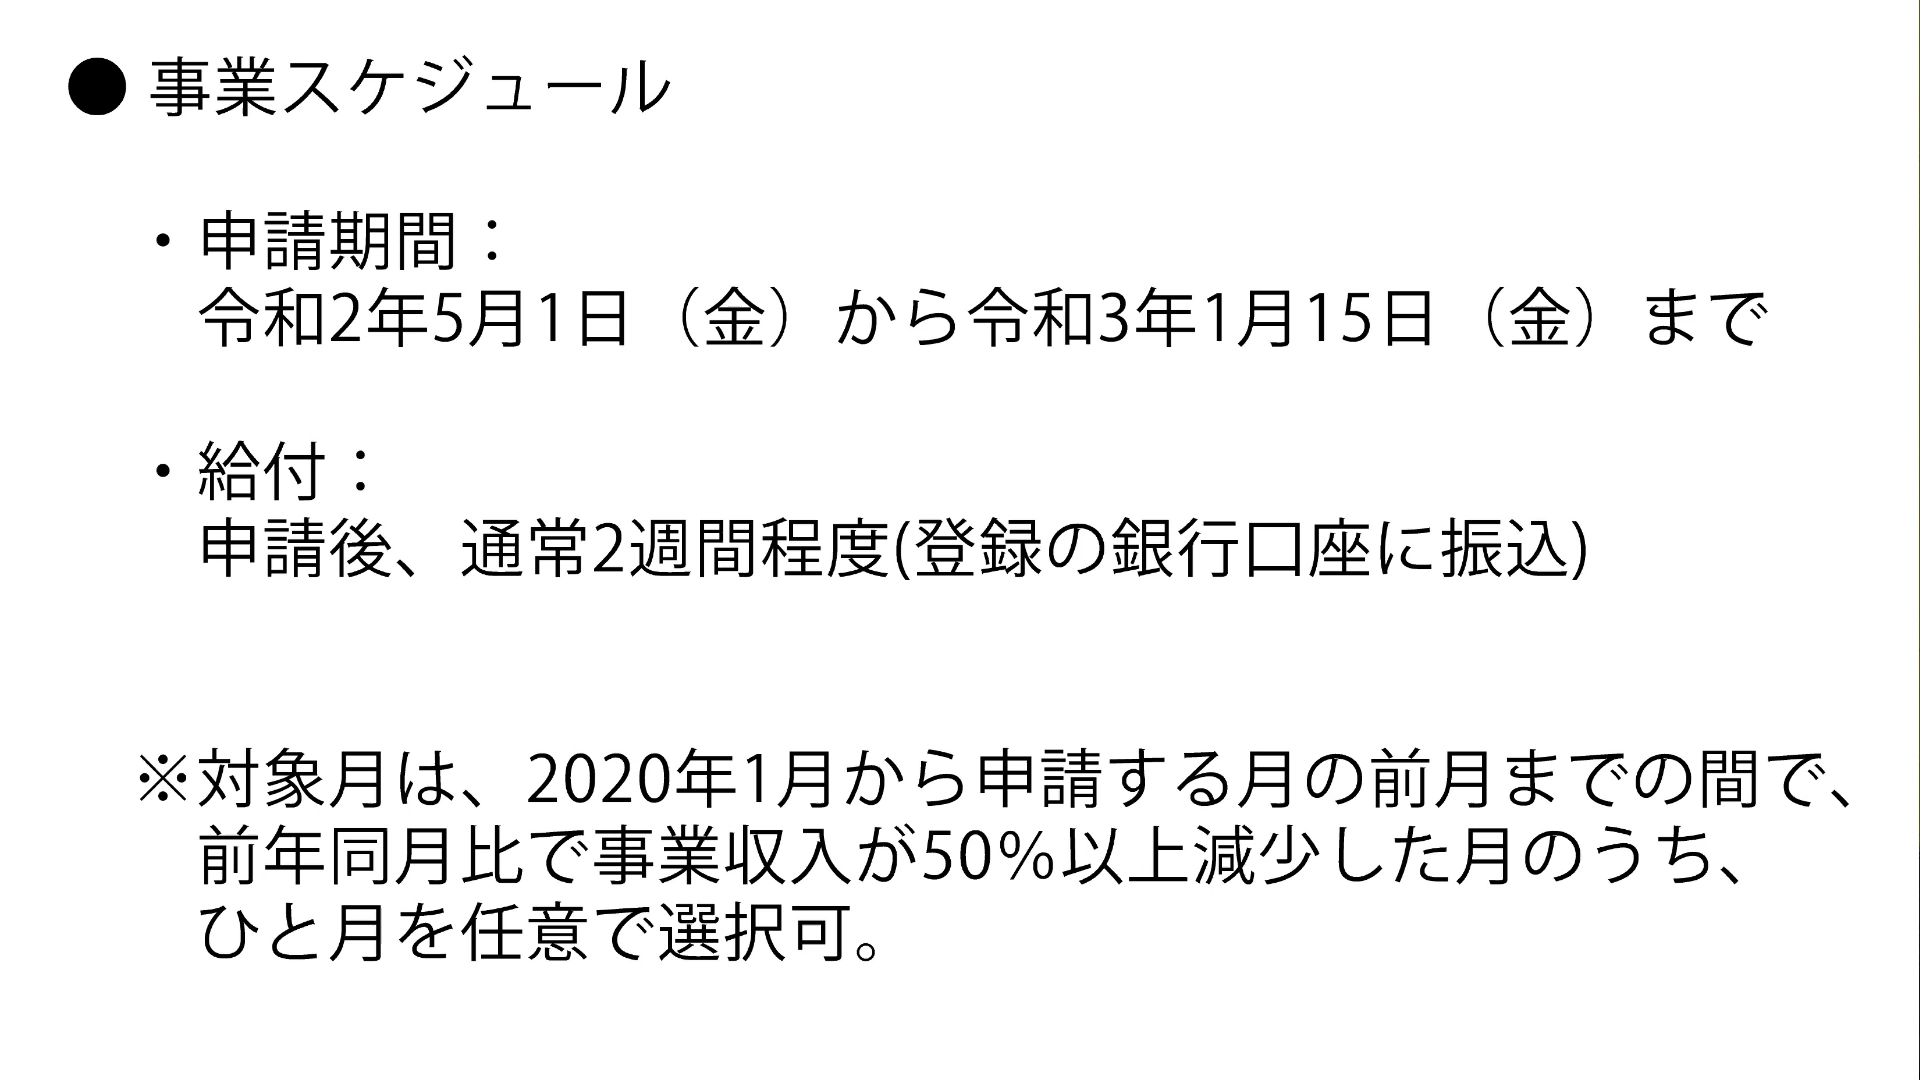 ● 事業スケジュール
・申請期間：
令和2年5月1日（金）から令和3年1月15日（金）まで
・給付：
申請後、通常2週間程度(登録の銀行口座に振込)
※対象月は、2020年1月から申請する月の前月までの間で、
前年同月比で事業収入が50％以上減少した月のうち、
ひと月を任意で選択可。